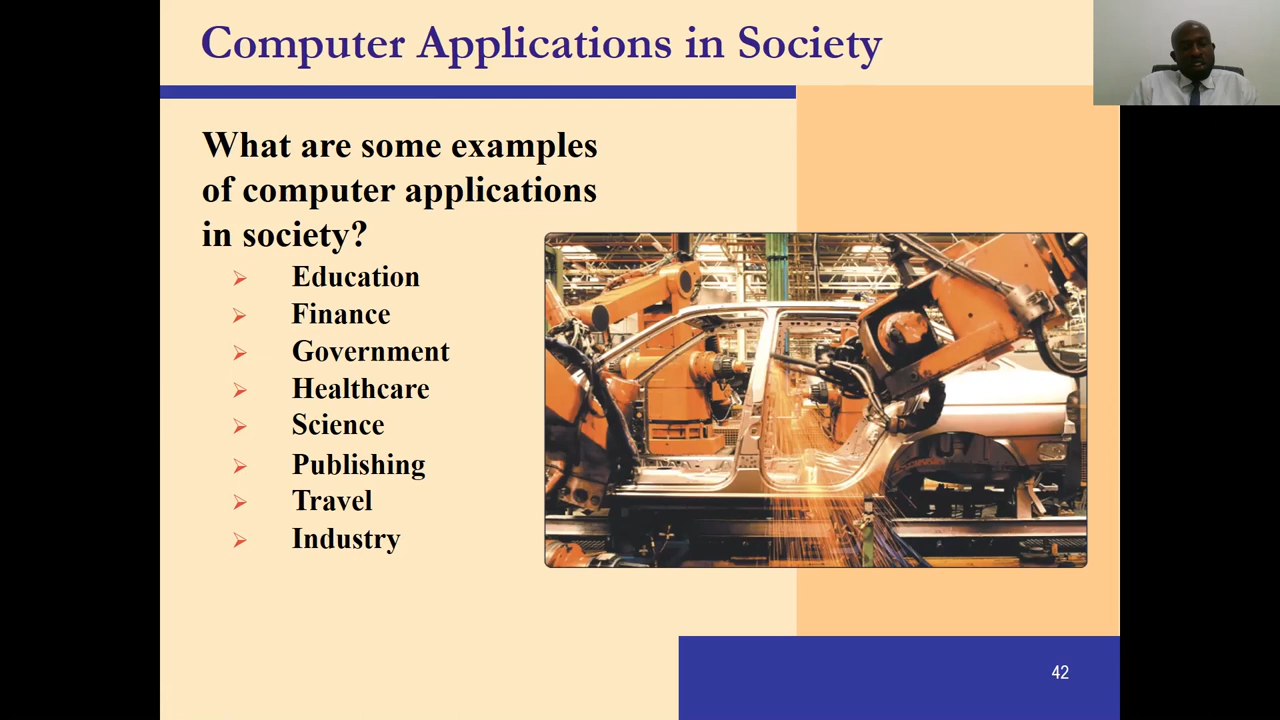 Computer Applications in Society
What are some examples
of computer applications
in society?
Education
Finance
Government
Healthcare
Science
Publishing
Travel
Industry
42